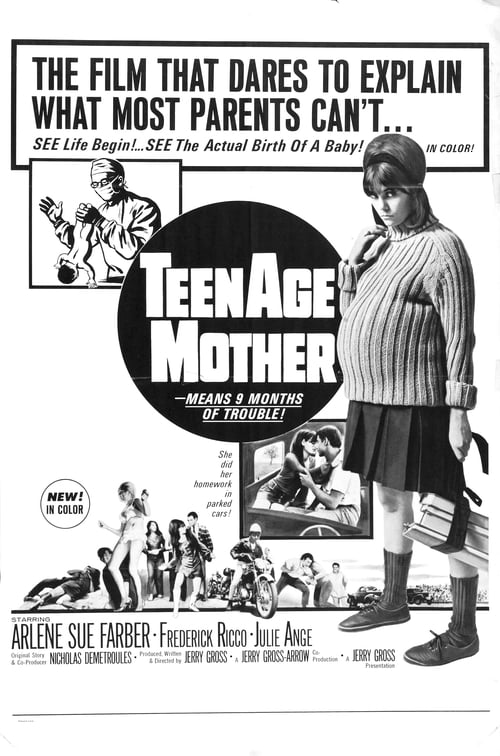 THE FILM THAT DARES TO EXPLAIN
WHAT MOST PARENTS CAN'T...
SEE Life Begin!...SEE The Actual Birth Of A Baby!
IN COLOR!
TEENAGE
MOTHER
—MEANS 9 MONTHS
OF TROUBLE!
She
did
her
homework
in
parked
cars!
NEW!
IN COLOR
STARRING
ARLENE SUE FARBER · FREDERICK RICCO · JULIE ANGE
Original Story & Co-Producer NICHOLAS DEMETROULES · Produced, Written & Directed by JERRY GROSS · A JERRY GROSS-ARROW Co-Production · A JERRY GROSS Presentation